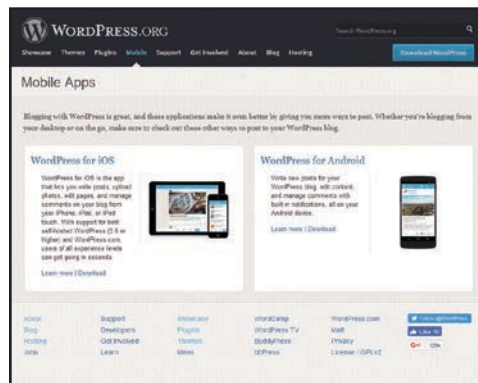 WORDPRESS.ORG
Search WordPress.org
Showcase Themes Plugins Mobile Support Get Involved About Blog Hosting
Download WordPress
Mobile Apps
Blogging with WordPress is great, and these applications make it even better by giving you more ways to post. Whether you're blogging from
your desktop or on the go, make sure to check out these other ways to post to your WordPress blog.
WordPress for iOS
WordPress for iOS is the app
that lets you write posts, upload
photos, edit pages, and manage
comments on your blog from
your iPhone, iPad, or iPod
touch. With support for both
self-hosted WordPress
higher) and WordPress.com,
users of all experience levels
can get going in seconds.
Learn more | Download
WordPress for Android
Write new posts for your
WordPress blog, edit content,
and manage comments with
built-in notifications, all on your
Android device.
Learn more | Download
About Support Showcase WordCamp WordPress.com
Blog Developers Plugins WordPress TV Matt
Hosting Get Involved Themes BuddyPress Privacy
Jobs Learn Ideas bbPress License / GPLv2
Follow @WordPress
Like
G+